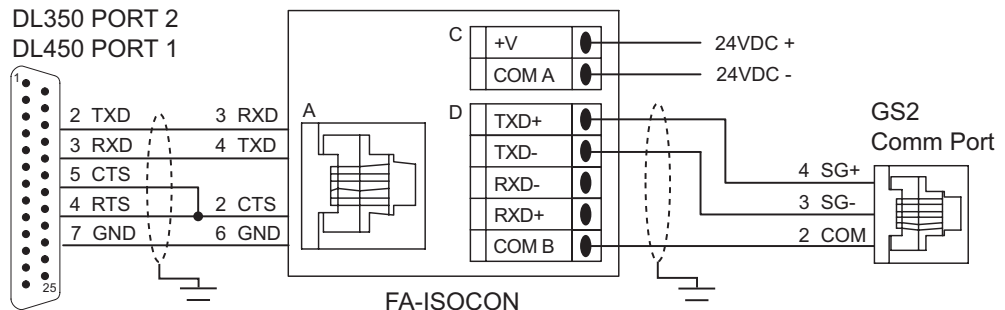 DL350 PORT 2
DL450 PORT 1
1
25
2 TXD
3 RXD
5 CTS
4 RTS
7 GND
3 RXD
4 TXD
2 CTS
6 GND
A
C
+V
COM A
24VDC +
24VDC -
D
TXD+
TXD-
RXD-
RXD+
COM B
FA-ISOCON
GS2
Comm Port
4 SG+
3 SG-
2 COM